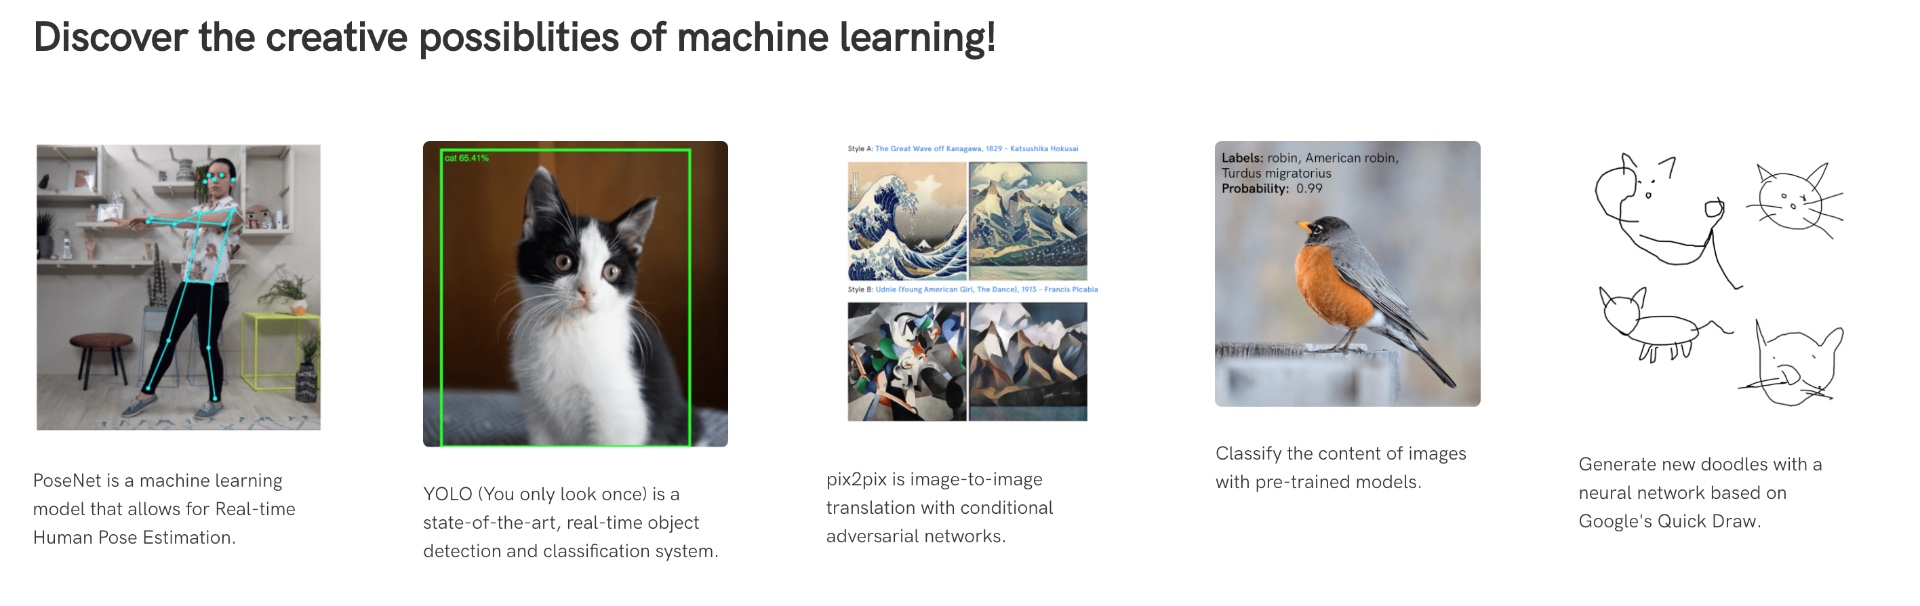 Discover the creative possiblities of machine learning!
PoseNet is a machine learning
model that allows for Real-time
Human Pose Estimation.
cat 65.41%
YOLO (You only look once) is a
state-of-the-art, real-time object
detection and classification system.
Style A: The Great Wave off Kanagawa, 1829 - Katsushika Hokusai
Style B: Udnie (Young American Girl, The Dance), 1913 - Francis Picabia
pix2pix is image-to-image
translation with conditional
adversarial networks.
Labels: robin, American robin,
Turdus migratorius
Probability: 0.99
Classify the content of images
with pre-trained models.
Generate new doodles with a
neural network based on
Google's Quick Draw.